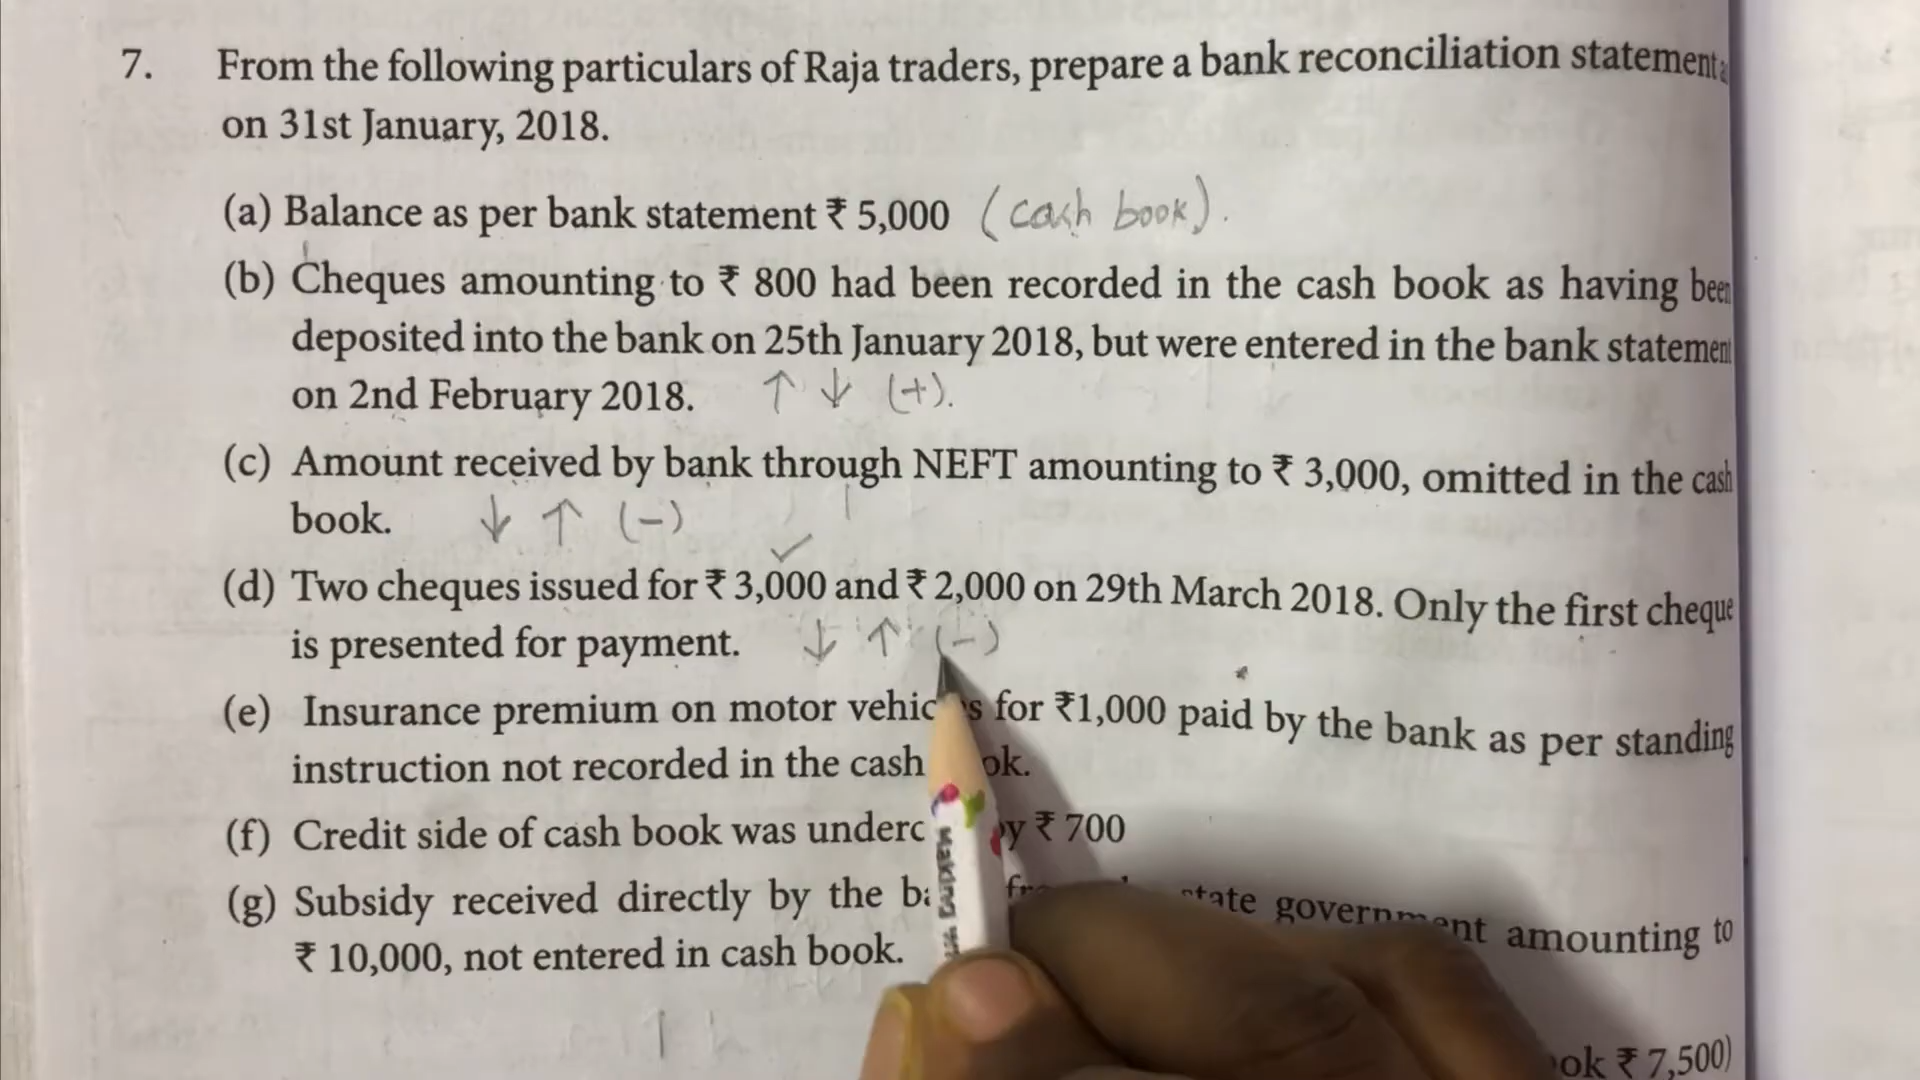 7. From the following particulars of Raja traders, prepare a bank reconciliation statement
on 31st January, 2018.
(a) Balance as per bank statement ₹ 5,000 (cash book).
(b) Cheques amounting to ₹ 800 had been recorded in the cash book as having been
deposited into the bank on 25th January 2018, but were entered in the bank statement
on 2nd February 2018. ↑ ↓ (+).
(c) Amount received by bank through NEFT amounting to ₹ 3,000, omitted in the cash
book. ↓ ↑ (-)
(d) Two cheques issued for ₹ 3,000 and ₹ 2,000 on 29th March 2018. Only the first cheque
is presented for payment. ↓ ↑ (-)
(e) Insurance premium on motor for ₹1,000 paid by the bank as per standing
instruction not recorded in the cash
(f) Credit side of cash book was ₹ 700
(g) Subsidy received directly by the government amounting to
₹ 10,000, not entered in cash book.
₹ 7,500)
Making